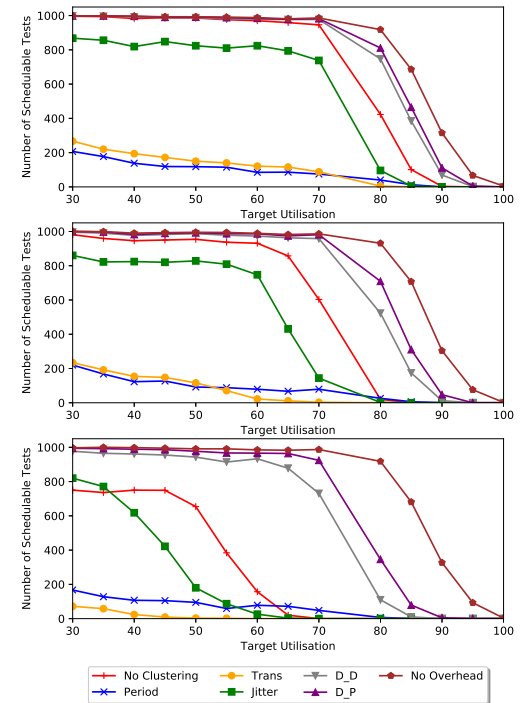 1000
800
600
400
200
0
Number of Schedulable Tests
30 40 50 60 70 80 90 100
Target Utilisation
1000
800
600
400
200
0
Number of Schedulable Tests
30 40 50 60 70 80 90 100
Target Utilisation
1000
800
600
400
200
0
Number of Schedulable Tests
30 40 50 60 70 80 90 100
Target Utilisation
No Clustering Trans D_D No Overhead
Period Jitter D_P